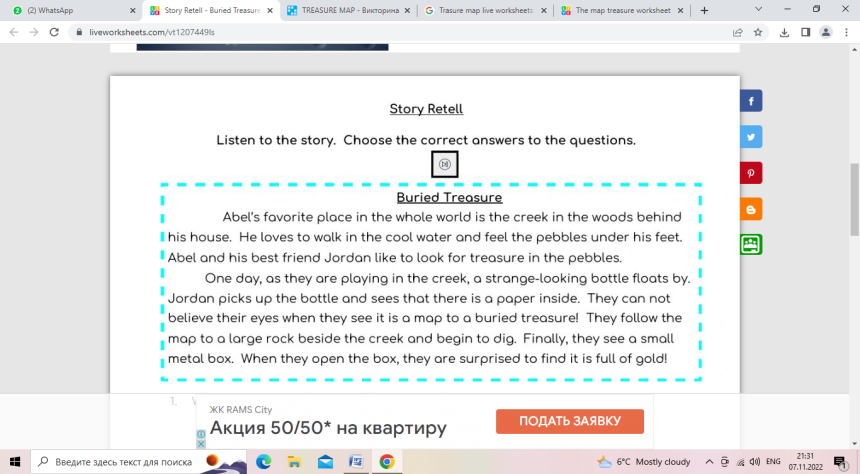 (2) WhatsApp
Story Retell - Buried Treasure
TREASURE MAP - Викторина
Trasure map live worksheets
The map treasure worksheet
liveworksheets.com/vt1207449ls
Story Retell
Listen to the story. Choose the correct answers to the questions.
Buried Treasure
Abel's favorite place in the whole world is the creek in the woods behind
his house. He loves to walk in the cool water and feel the pebbles under his feet.
Abel and his best friend Jordan like to look for treasure in the pebbles.
One day, as they are playing in the creek, a strange-looking bottle floats by.
Jordan picks up the bottle and sees that there is a paper inside. They can not
believe their eyes when they see it is a map to a buried treasure! They follow the
map to a large rock beside the creek and begin to dig. Finally, they see a small
metal box. When they open the box, they are surprised to find it is full of gold!
1.
ЖК RAMS City
Акция 50/50* на квартиру
ПОДАТЬ ЗАЯВКУ
Введите здесь текст для поиска
6°C Mostly cloudy
ENG
21:31
07.11.2022